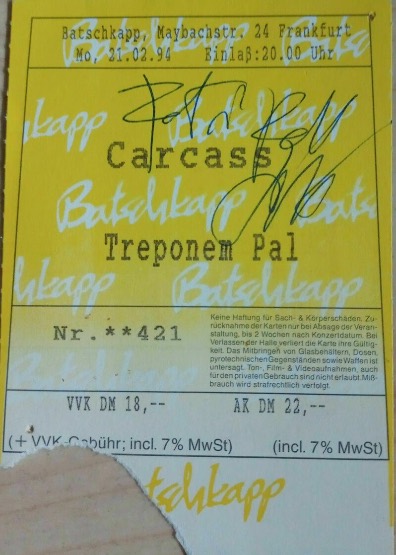 Batschkapp, Maybachstr. 24 Frankfurt
Mo, 21.02.94 Einlaß:20.00 Uhr
Batschkapp
Carcass
Batschkapp
Treponem Pal
Batschkapp
Nr.**421
Keine Haftung für Sach- & Körperschäden. Zu-
rücknahme der Karten nur bei Absage der Veran-
staltung, bis 2 Wochen nach Konzertdatum. Bei
Verlassen der Halle verliert die Karte ihre Gültig-
keit. Das Mitbringen von Glasbehältern, Dosen,
pyrotechnischen Gegenständen sowie Waffen ist
untersagt. Ton-, Film- & Videoaufnahmen, auch
für den privaten Gebrauch sind nicht erlaubt. Miß-
brauch wird strafrechtlich verfolgt.
VVK DM 18,-- AK DM 22,--
(+ VVK-Gebühr; incl. 7% MwSt) (incl. 7% MwSt)